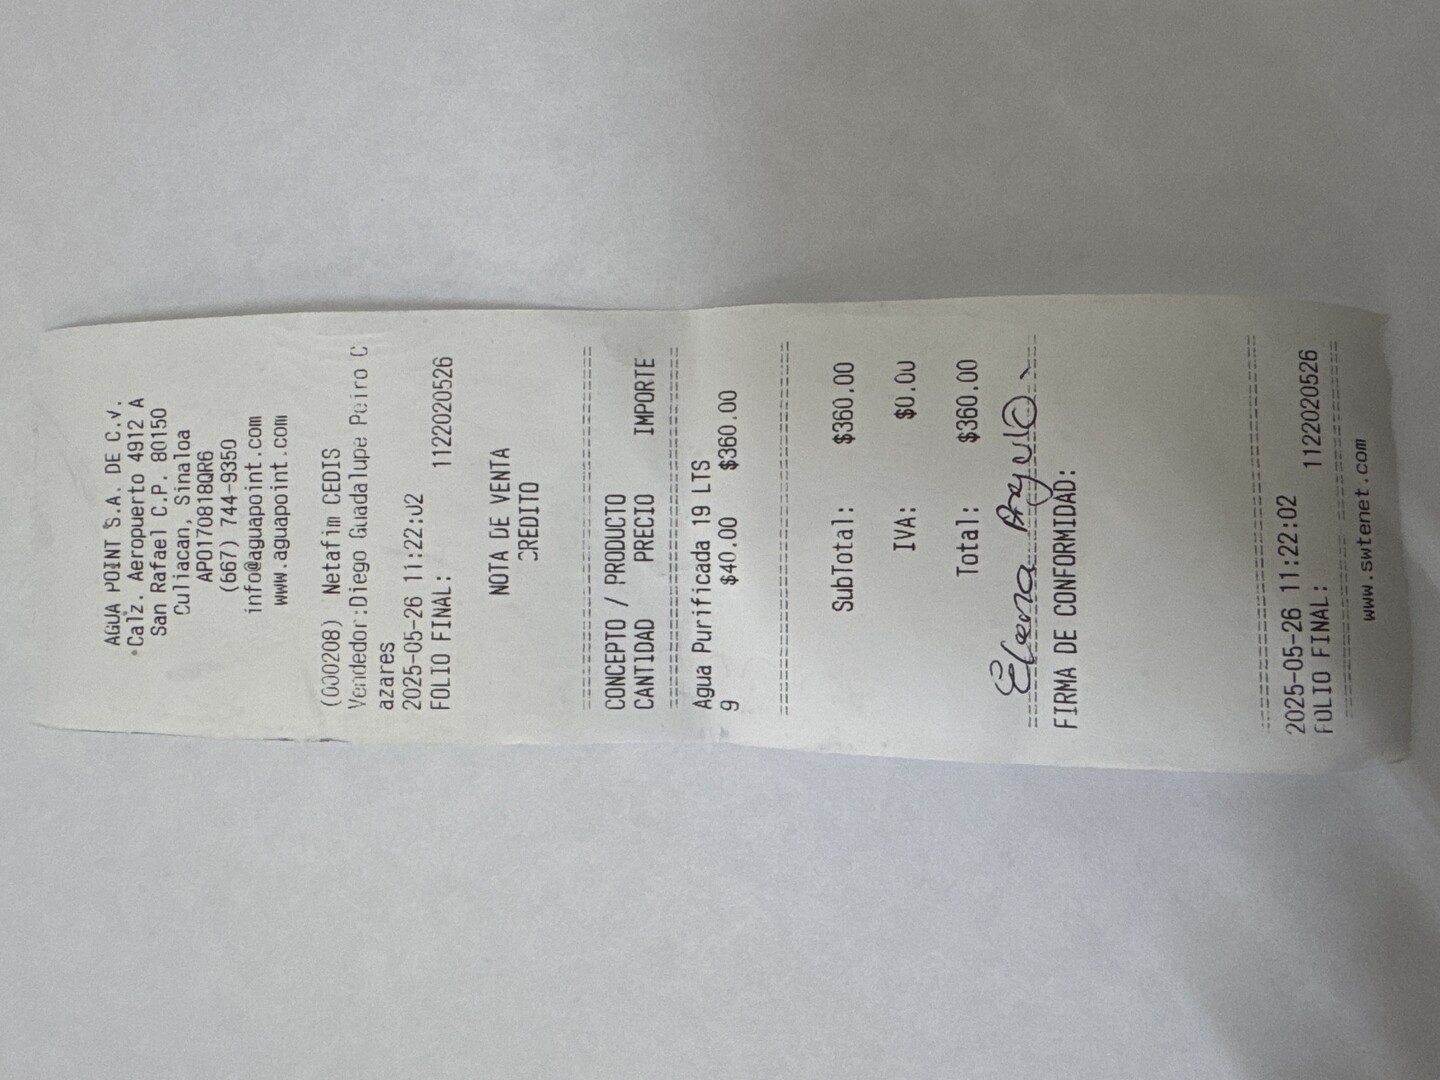 AGUA POINT S.A. DE C.V.
Calz. Aeropuerto 4912 A
San Rafael C.P. 80150
Culiacan, Sinaloa
APO170818QR6
(667) 744-9350
info@aguapoint.com
www.aguapoint.com
(000208) Netafim CEDIS
Vendedor:Diego Guadalupe Peiro C
azares
2025-05-26 11:22:02
FOLIO FINAL: 1122020526
NOTA DE VENTA
CREDITO
CONCEPTO / PRODUCTO
CANTIDAD PRECIO IMPORTE
Agua Purificada 19 LTS
9 $40.00 $360.00
SubTotal: $360.00
IVA: $0.00
Total: $360.00
Elena Angulo
FIRMA DE CONFORMIDAD:
2025-05-26 11:22:02
FOLIO FINAL: 1122020526
www.swtenet.com